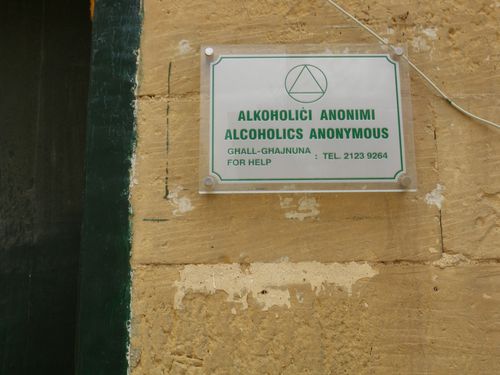 ALKOHOLIĊI ANONIMI
ALCOHOLICS ANONYMOUS
GĦALL-GĦAJNUNA
FOR HELP : TEL. 2123 9264